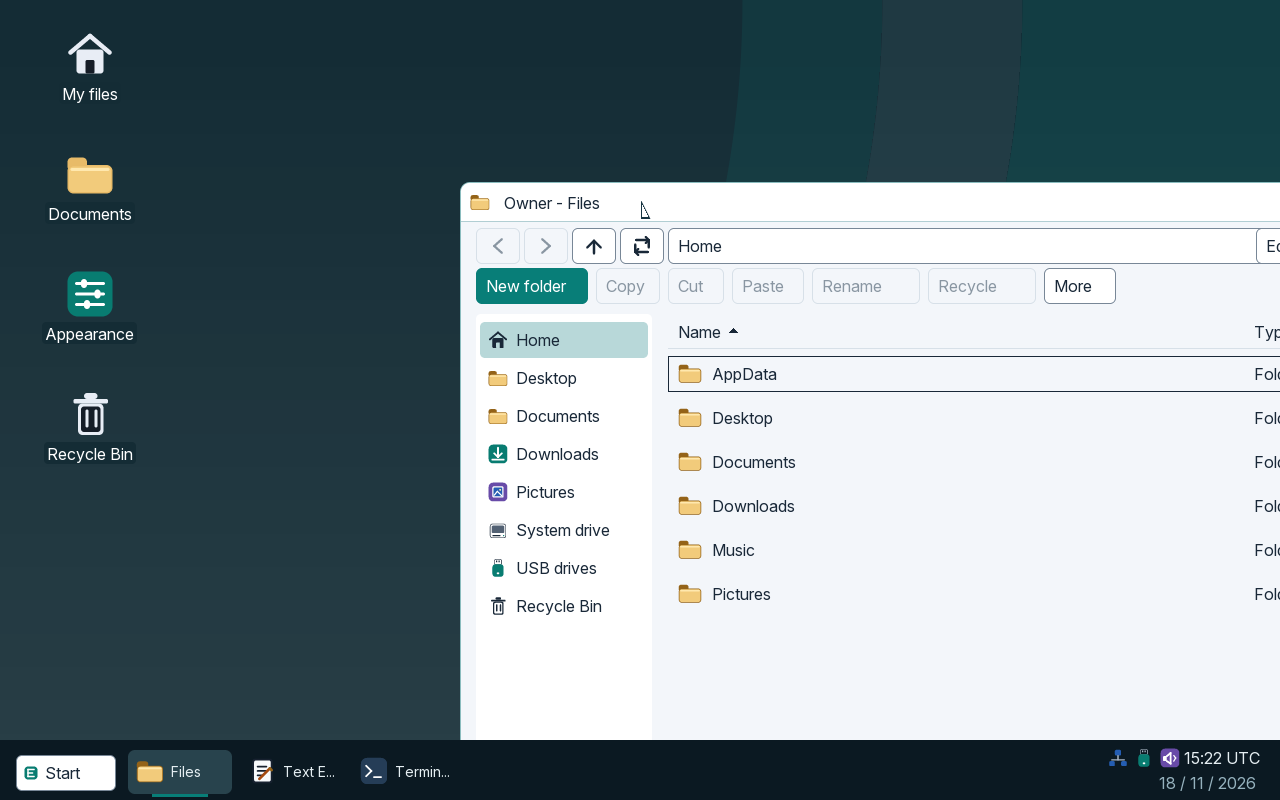 My files
Documents
Appearance
Recycle Bin
Owner - Files
Home
New folder
Copy
Cut
Paste
Rename
Recycle
More
Home
Desktop
Documents
Downloads
Pictures
System drive
USB drives
Recycle Bin
Name
AppData
Desktop
Documents
Downloads
Music
Pictures
Start
Files
Text E...
Termin...
15:22 UTC
18 / 11 / 2026